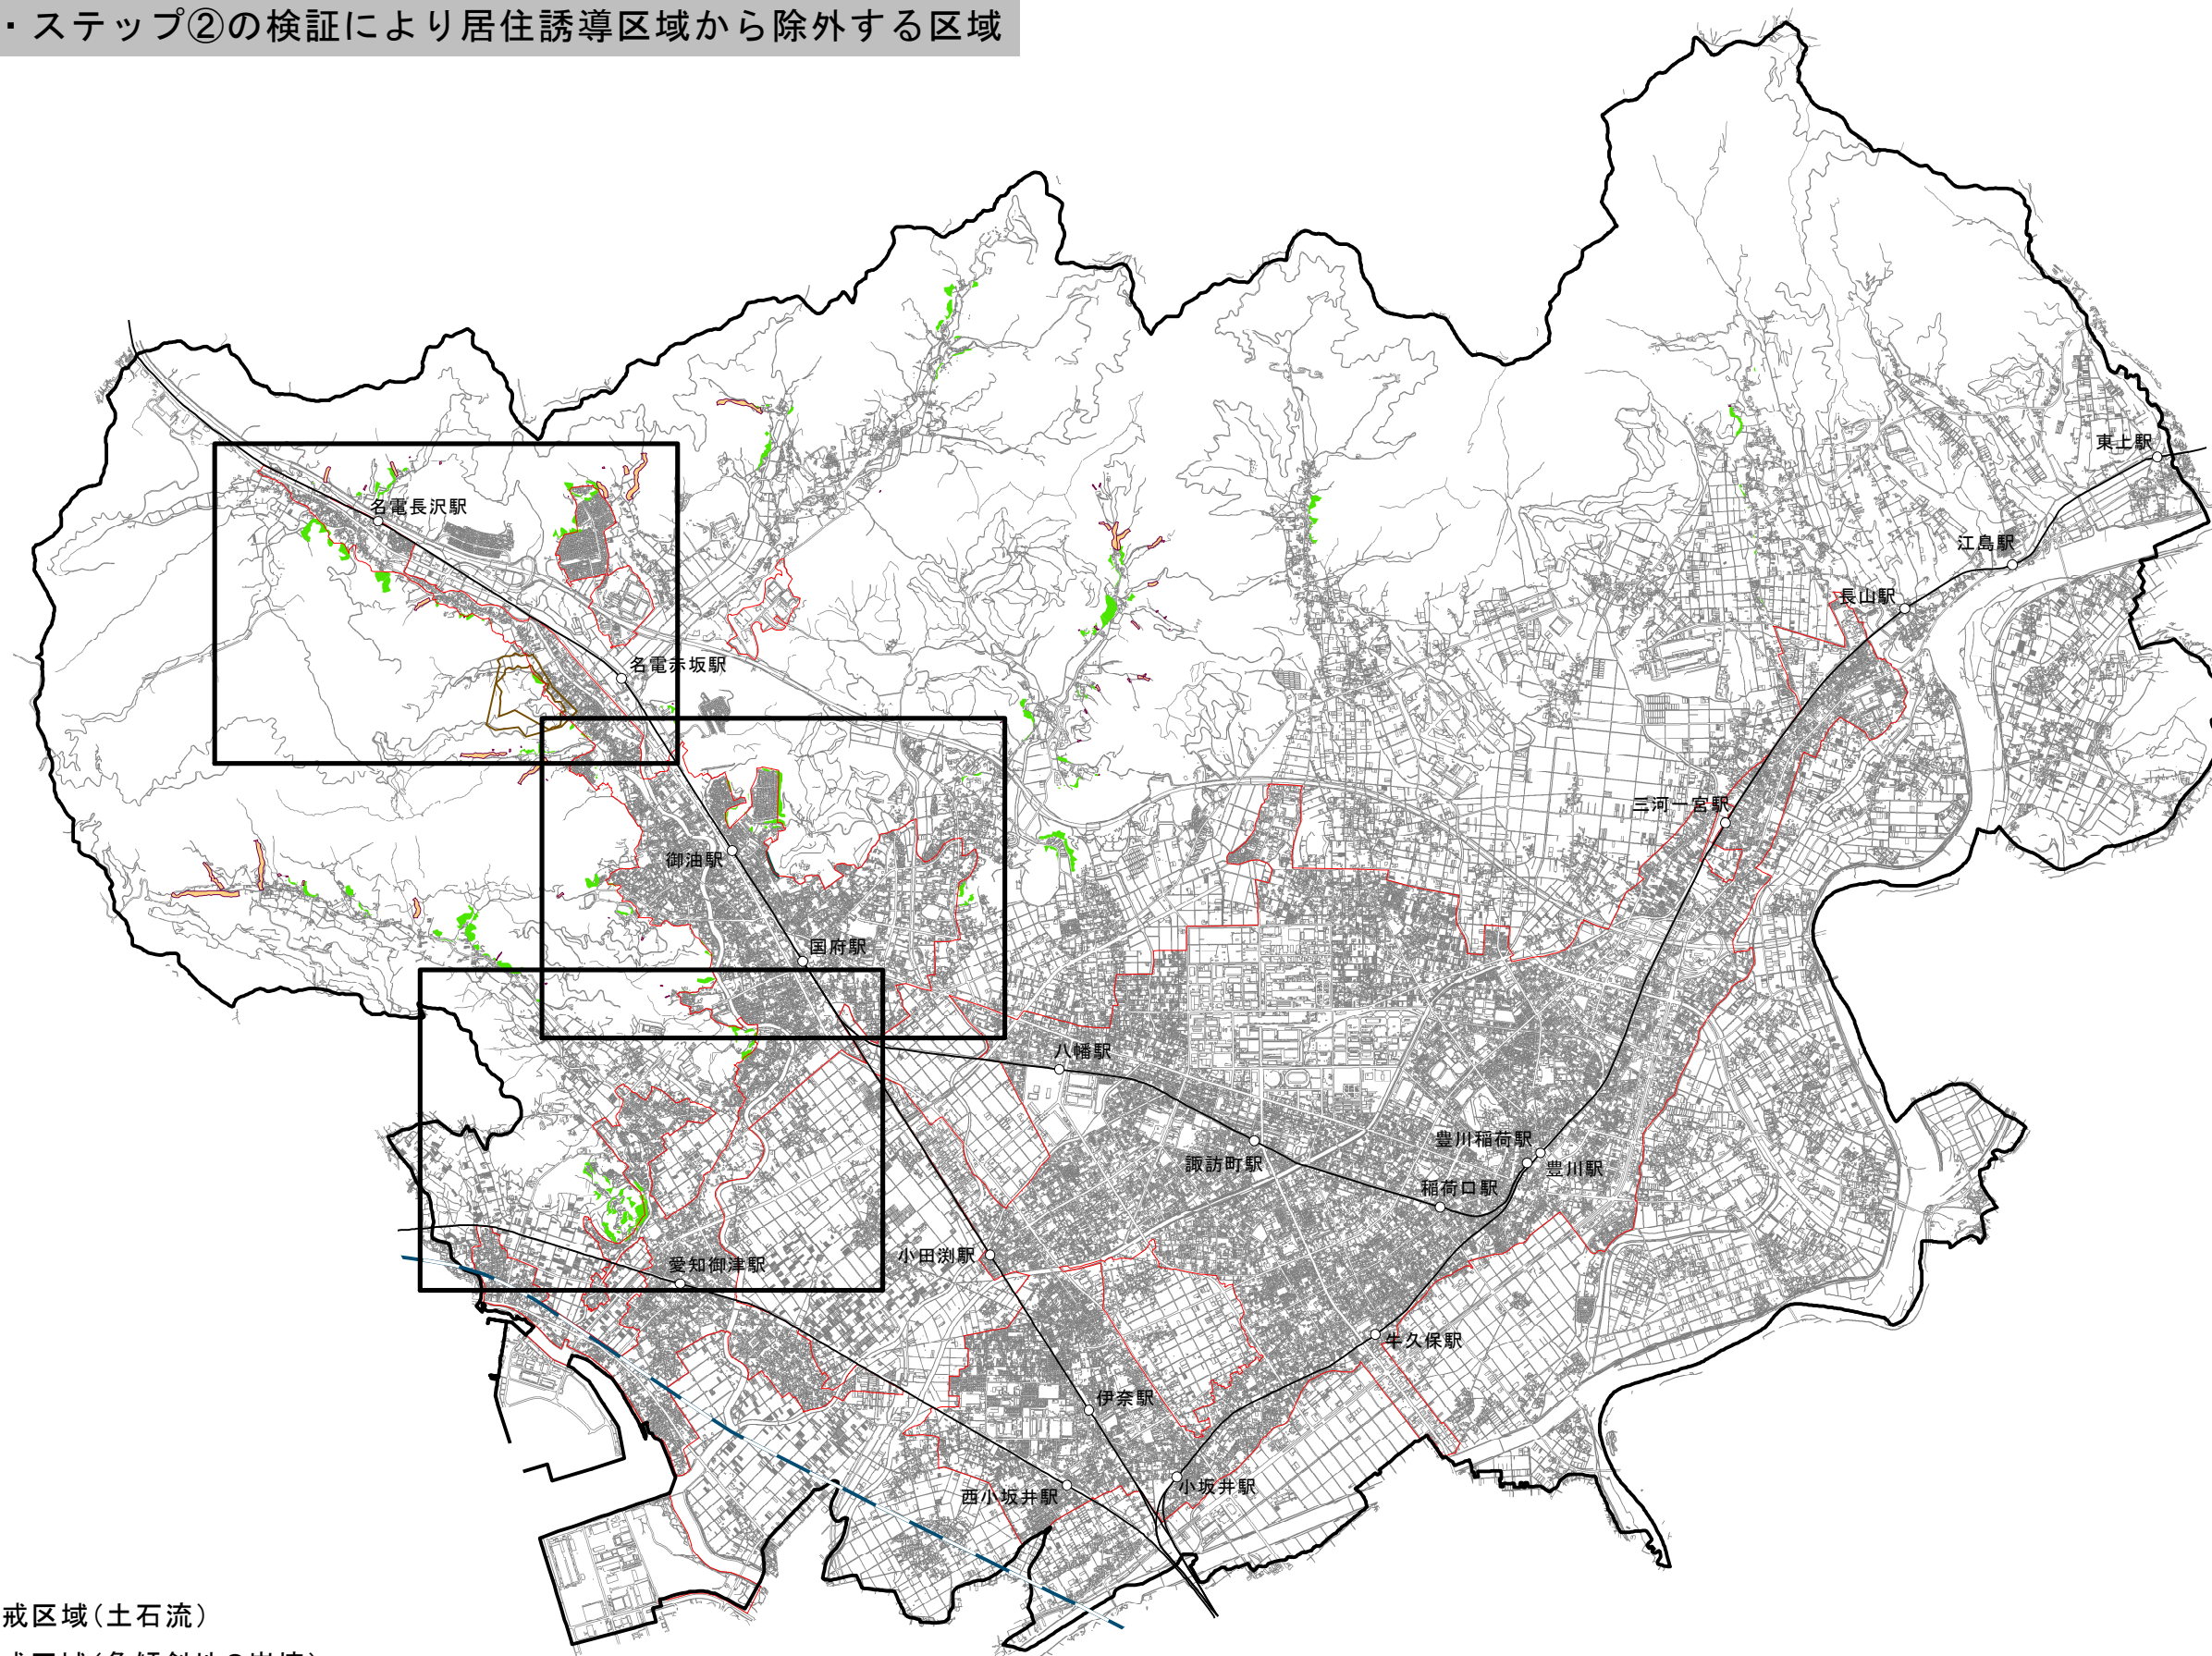 ・ステップ②の検証により居住誘導区域から除外する区域
東上駅
名電長沢駅
江島駅
長山駅
名電赤坂駅
三河一宮駅
御油駅
国府駅
八幡駅
豊川稲荷駅
諏訪町駅
豊川駅
稲荷口駅
小田渕駅
愛知御津駅
牛久保駅
伊奈駅
西小坂井駅
小坂井駅
戒区域(土石流)